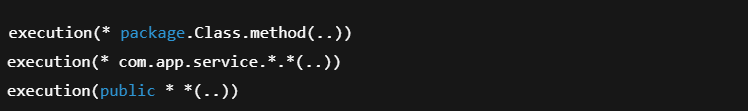 execution(* package.Class.method(..))
execution(* com.app.service.*.*(..))
execution(public * *(..))